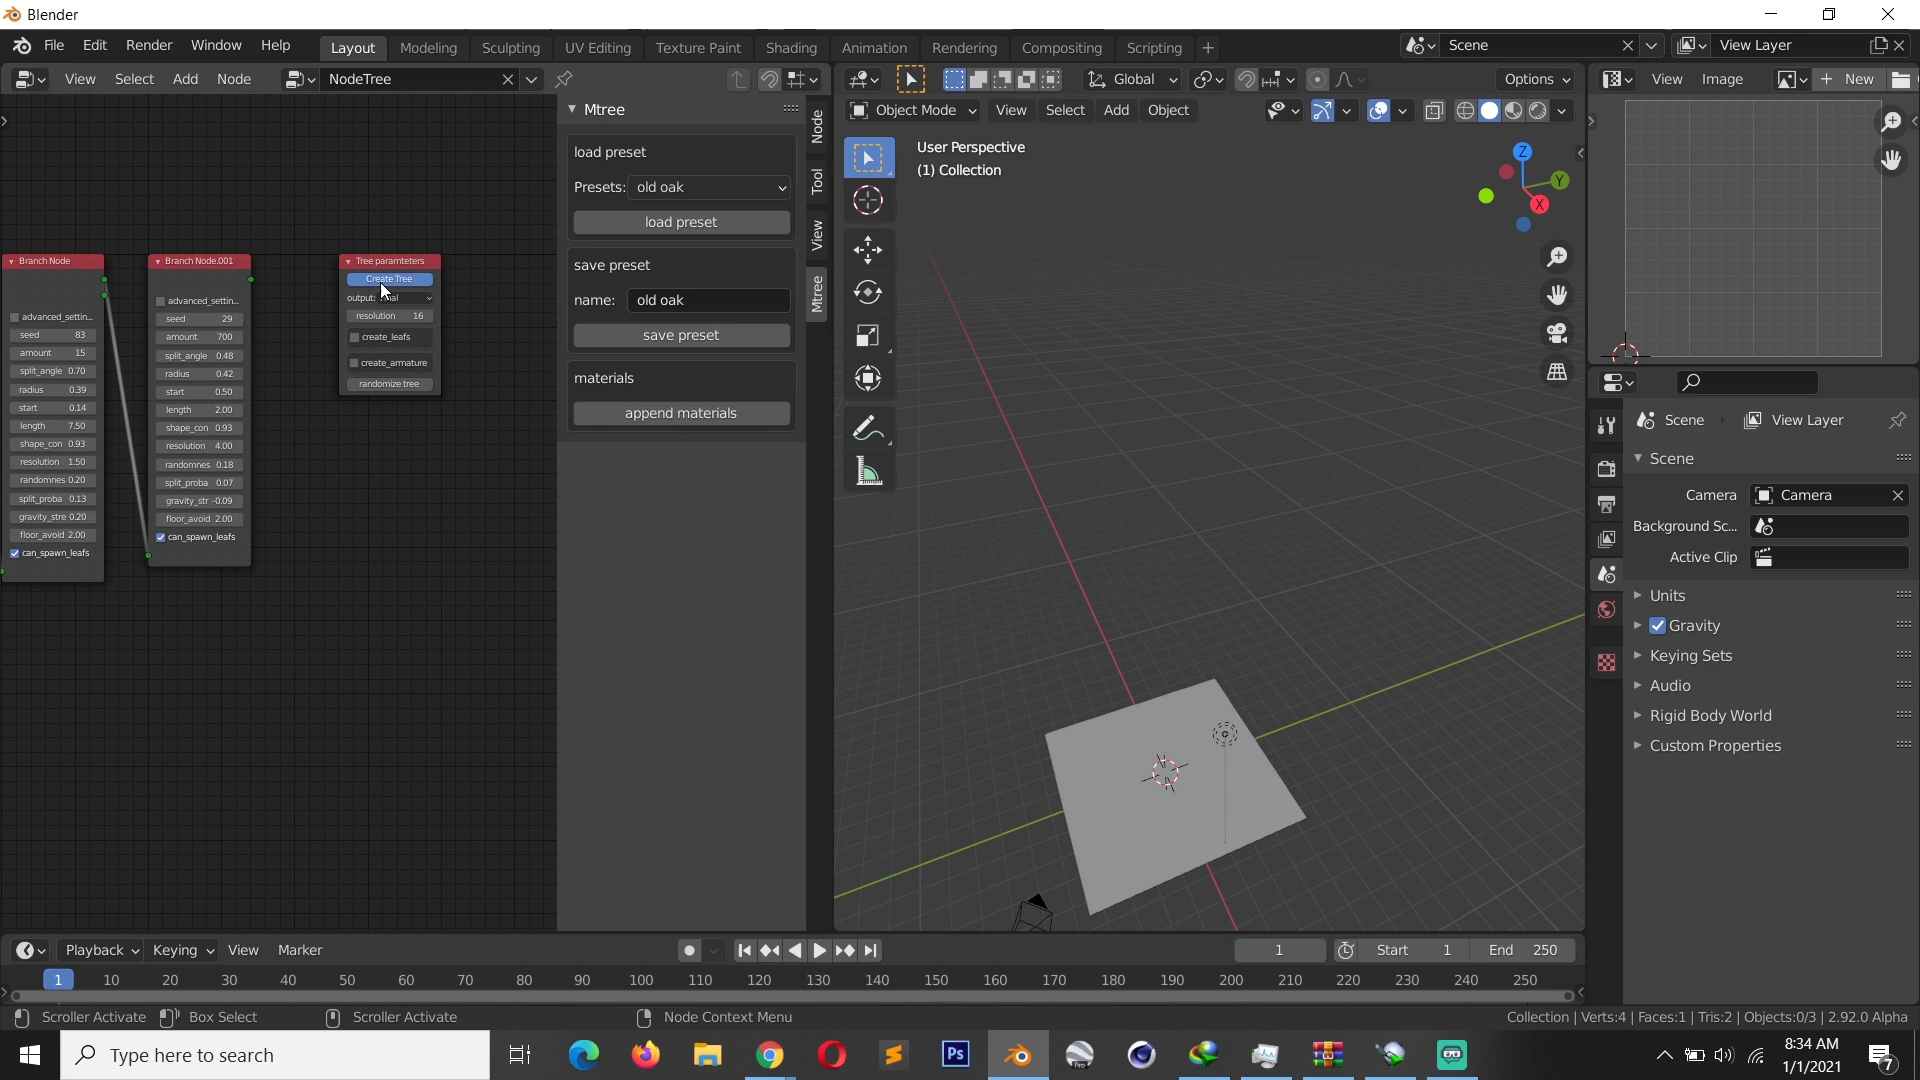 Blender
File Edit Render Window Help Layout Modeling Sculpting UV Editing Texture Paint Shading Animation Rendering Compositing Scripting + Scene View Layer
View Select Add Node NodeTree Global Options View Image + New
Mtree
Object Mode View Select Add Object
load preset
Presets: old oak
load preset
save preset
name: old oak
save preset
materials
append materials
Node
Tool
View
Mtree
Branch Node
advanced_settin...
seed 83
amount 15
split_angle 0.70
radius 0.39
start 0.14
length 7.50
shape_con 0.93
resolution 1.50
randomnes 0.20
split_proba 0.13
gravity_stre 0.20
floor_avoid 2.00
can_spawn_leafs
Branch Node.001
advanced_settin...
seed 29
amount 700
split_angle 0.48
radius 0.42
start 0.50
length 2.00
shape_con 0.93
resolution 4.00
randomnes 0.18
split_proba 0.07
gravity_str -0.09
floor_avoid 2.00
can_spawn_leafs
Tree paramteters
Create Tree
output:
resolution 16
create_leafs
create_armature
randomize tree
User Perspective
(1) Collection
Z
Y
X
Scene View Layer
Scene
Camera Camera
Background Sc...
Active Clip
Units
Gravity
Keying Sets
Audio
Rigid Body World
Custom Properties
Playback Keying View Marker 1 Start 1 End 250
1 10 20 30 40 50 60 70 80 90 100 110 120 130 140 150 160 170 180 190 200 210 220 230 240 250
Scroller Activate Box Select Scroller Activate Node Context Menu Collection | Verts:4 | Faces:1 | Tris:2 | Objects:0/3 | 2.92.0 Alpha
Type here to search
Ps
Pro
8:34 AM
1/1/2021
7